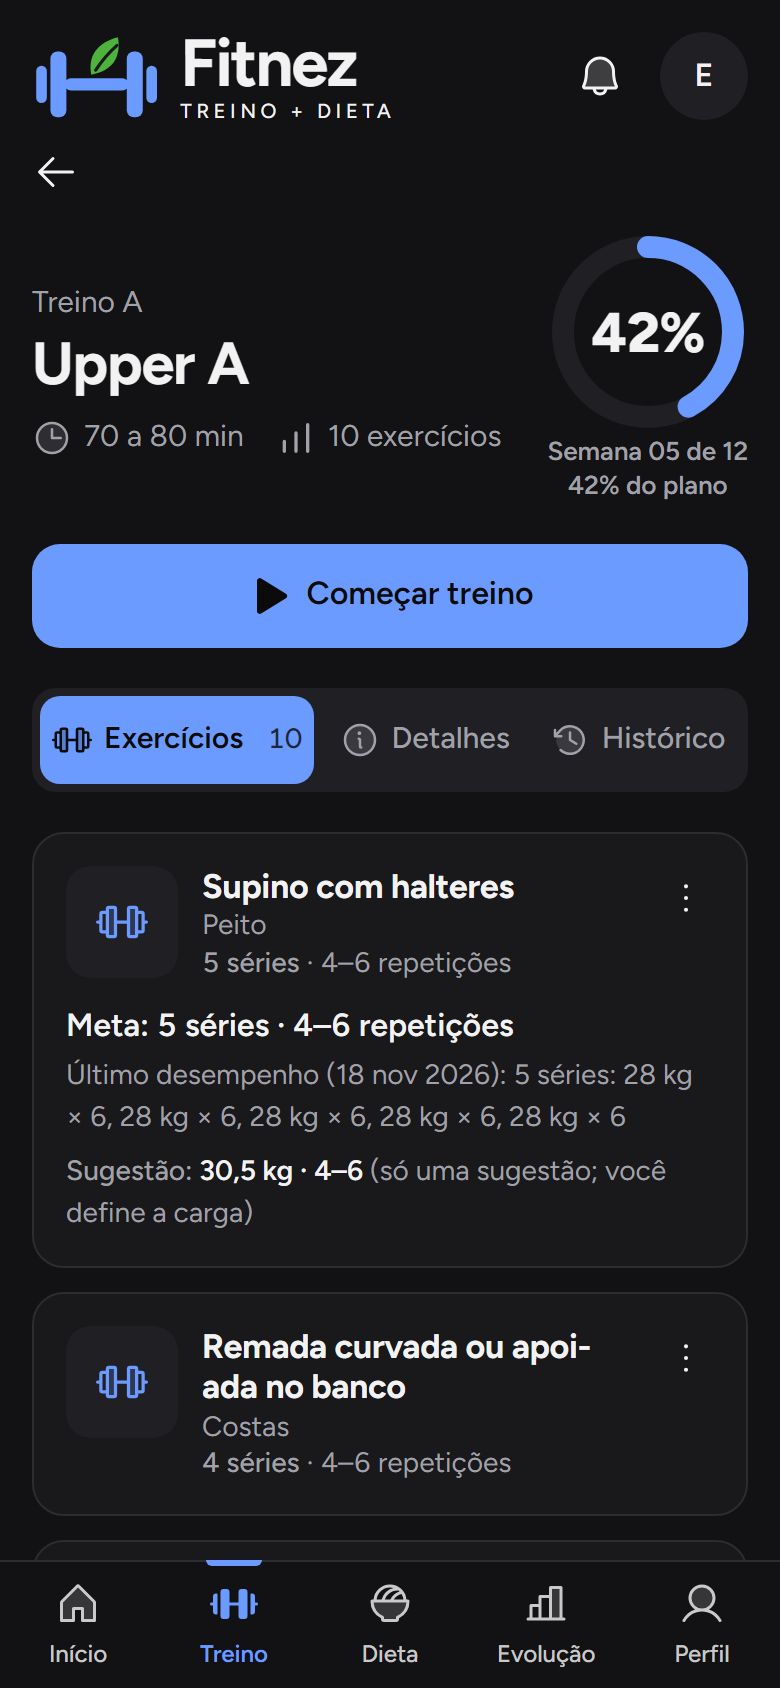 Fitnez
TREINO + DIETA
E
Treino A
Upper A
70 a 80 min
10 exercícios
42%
Semana 05 de 12
42% do plano
Começar treino
Exercícios 10
Detalhes
Histórico
Supino com halteres
Peito
5 séries · 4–6 repetições
Meta: 5 séries · 4–6 repetições
Último desempenho (18 nov 2026): 5 séries: 28 kg
× 6, 28 kg × 6, 28 kg × 6, 28 kg × 6, 28 kg × 6
Sugestão: 30,5 kg · 4–6 (só uma sugestão; você
define a carga)
Remada curvada ou apoi-
ada no banco
Costas
4 séries · 4–6 repetições
Início
Treino
Dieta
Evolução
Perfil